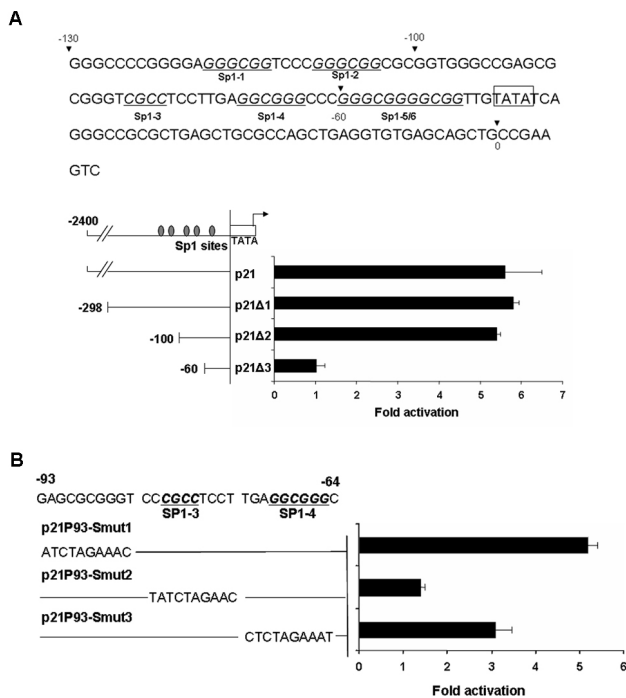 A
-130 -100
GGGCCCCGGGGAGGGCGGTCCCGGGCGGCGCGGTGGGCCGAGCG
Sp1-1 Sp1-2
CGGGTCGCCTCCTTGAGGCGGGCCCGGGCGGGGCGGTTGTATATCA
Sp1-3 Sp1-4 -60 Sp1-5/6
GGGCCGCGCTGAGCTGCGCCAGCTGAGGTGTGAGCAGCTGCCGAA
0
GTC
-2400
Sp1 sites TATA
p21
-298 p21Δ1
-100 p21Δ2
-60 p21Δ3
0 1 2 3 4 5 6 7
Fold activation
B
-93 -64
GAGCGCGGGT CCCGCCTCCT TGAGGCGGGC
SP1-3 SP1-4
p21P93-Smut1
ATCTAGAAAC
p21P93-Smut2
TATCTAGAAC
p21P93-Smut3
CTCTAGAAAT
0 1 2 3 4 5 6
Fold activation